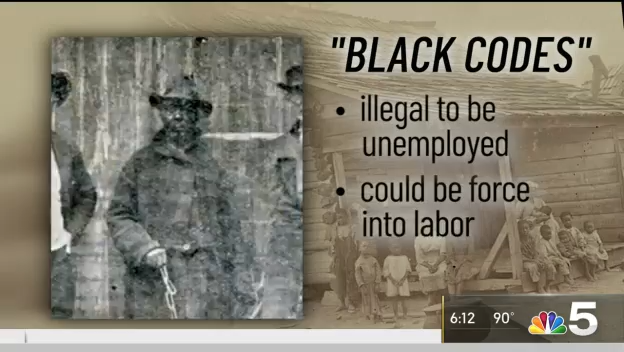 "BLACK CODES"
• illegal to be
unemployed
• could be force
into labor
6:12 90° 5